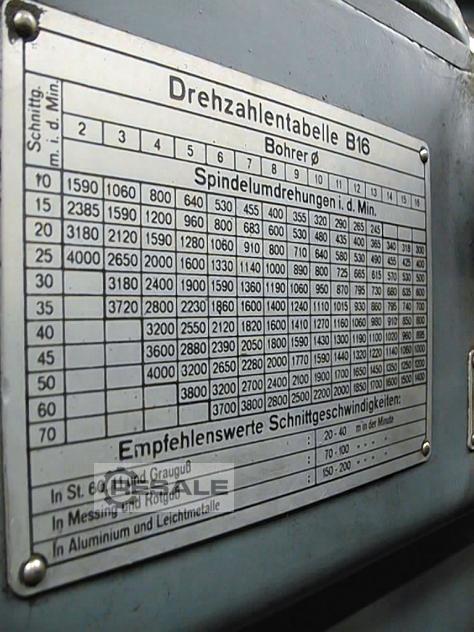 Drehzahlentabelle B16
Schnittg. m. i. d. Min.
Bohrer ø
2 3 4 5 6 7 8 9 10 11 12 13 14 15 16
Spindelumdrehungen i. d. Min.
10 1590 1060 800 640 530 455 400 355 320 290 265 245
15 2385 1590 1200 960 800 683 600 530 480 435 400 365 340 318 300
20 3180 2120 1590 1280 1060 910 800 710 640 580 530 490 455 425 400
25 4000 2650 2000 1600 1330 1140 1000 890 800 725 665 615 570 530 500
30 3180 2400 1900 1590 1360 1190 1060 950 870 795 730 680 635 600
35 3720 2800 2230 1860 1600 1400 1240 1110 1015 930 860 795 740 700
40 3200 2550 2120 1820 1600 1410 1270 1160 1060 980 910 850 800
45 3600 2880 2390 2050 1800 1590 1430 1300 1190 1100 1020 960 895
50 4000 3200 2650 2280 2000 1770 1590 1440 1320 1220 1140 1060 1000
60 3800 3200 2700 2400 2100 1900 1700 1650 1450 1350 1250 1200
70 3700 3800 2800 2500 2200 2000 1850 1700 1600 1500 1400
Empfehlenswerte Schnittgeschwindigkeiten:
In St. 60 und Grauguß : 20 - 40 m in der Minute
In Messing und Rotguß : 70 - 100 - - - -
In Aluminium und Leichtmetalle : 150 - 200 - - - -
RESALE